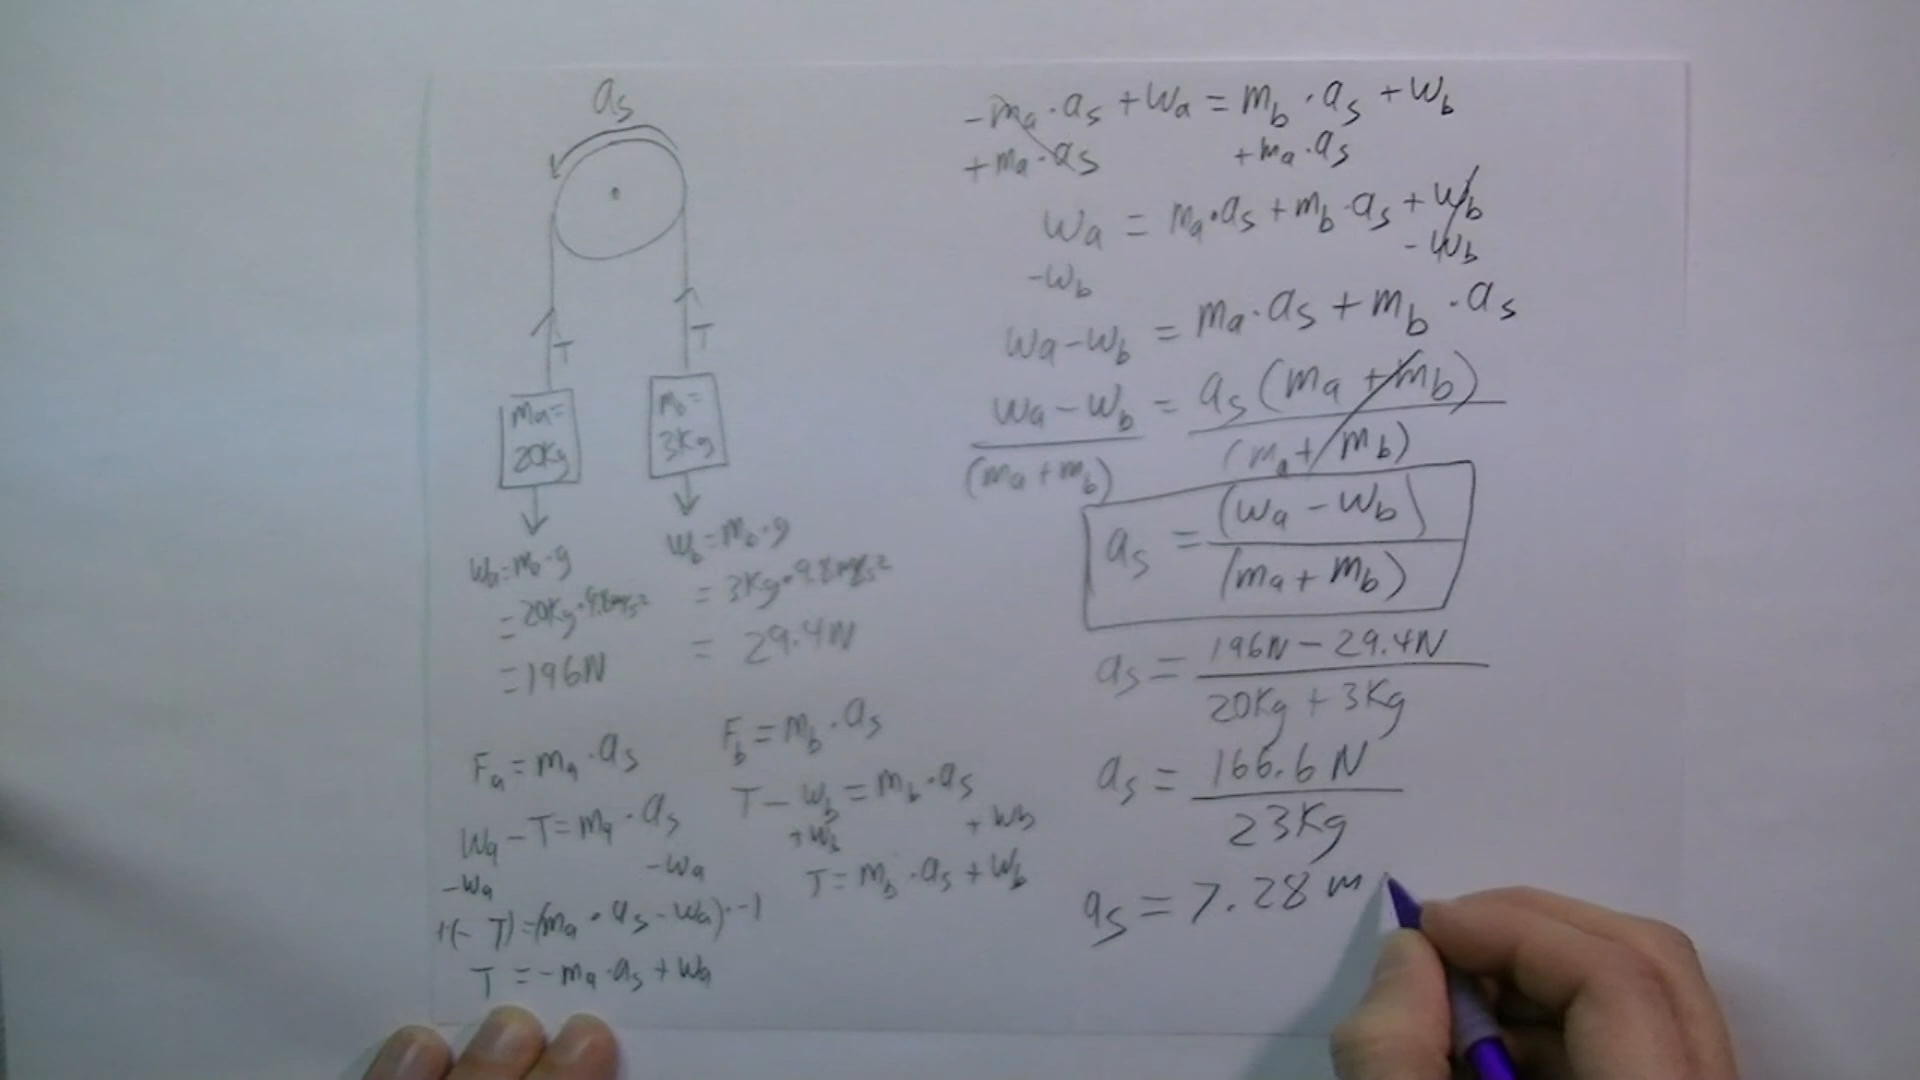 as
T
T
ma=
20Kg
mb=
3Kg
Wa=mb·g
=20Kg·9.8m/s²
=196N
Wb=mb·g
=3Kg·9.8m/s²
=29.4N
Fa=ma·as
Wa-T=ma·as
-Wa -Wa
+(-T)=(ma·as-Wa)·-1
T=-ma·as+Wa
Fb=mb·as
T-Wb=mb·as
+Wb +Wb
T=mb·as+Wb
-ma·as+Wa=mb·as+Wb
+ma·as +ma·as
Wa=ma·as+mb·as+Wb
-Wb -Wb
Wa-Wb=ma·as+mb·as
Wa-Wb=as(ma+mb)
(ma+mb) (ma+mb)
as=(Wa-Wb)
(ma+mb)
as=196N-29.4N
20Kg+3Kg
as=166.6N
23Kg
as=7.28m